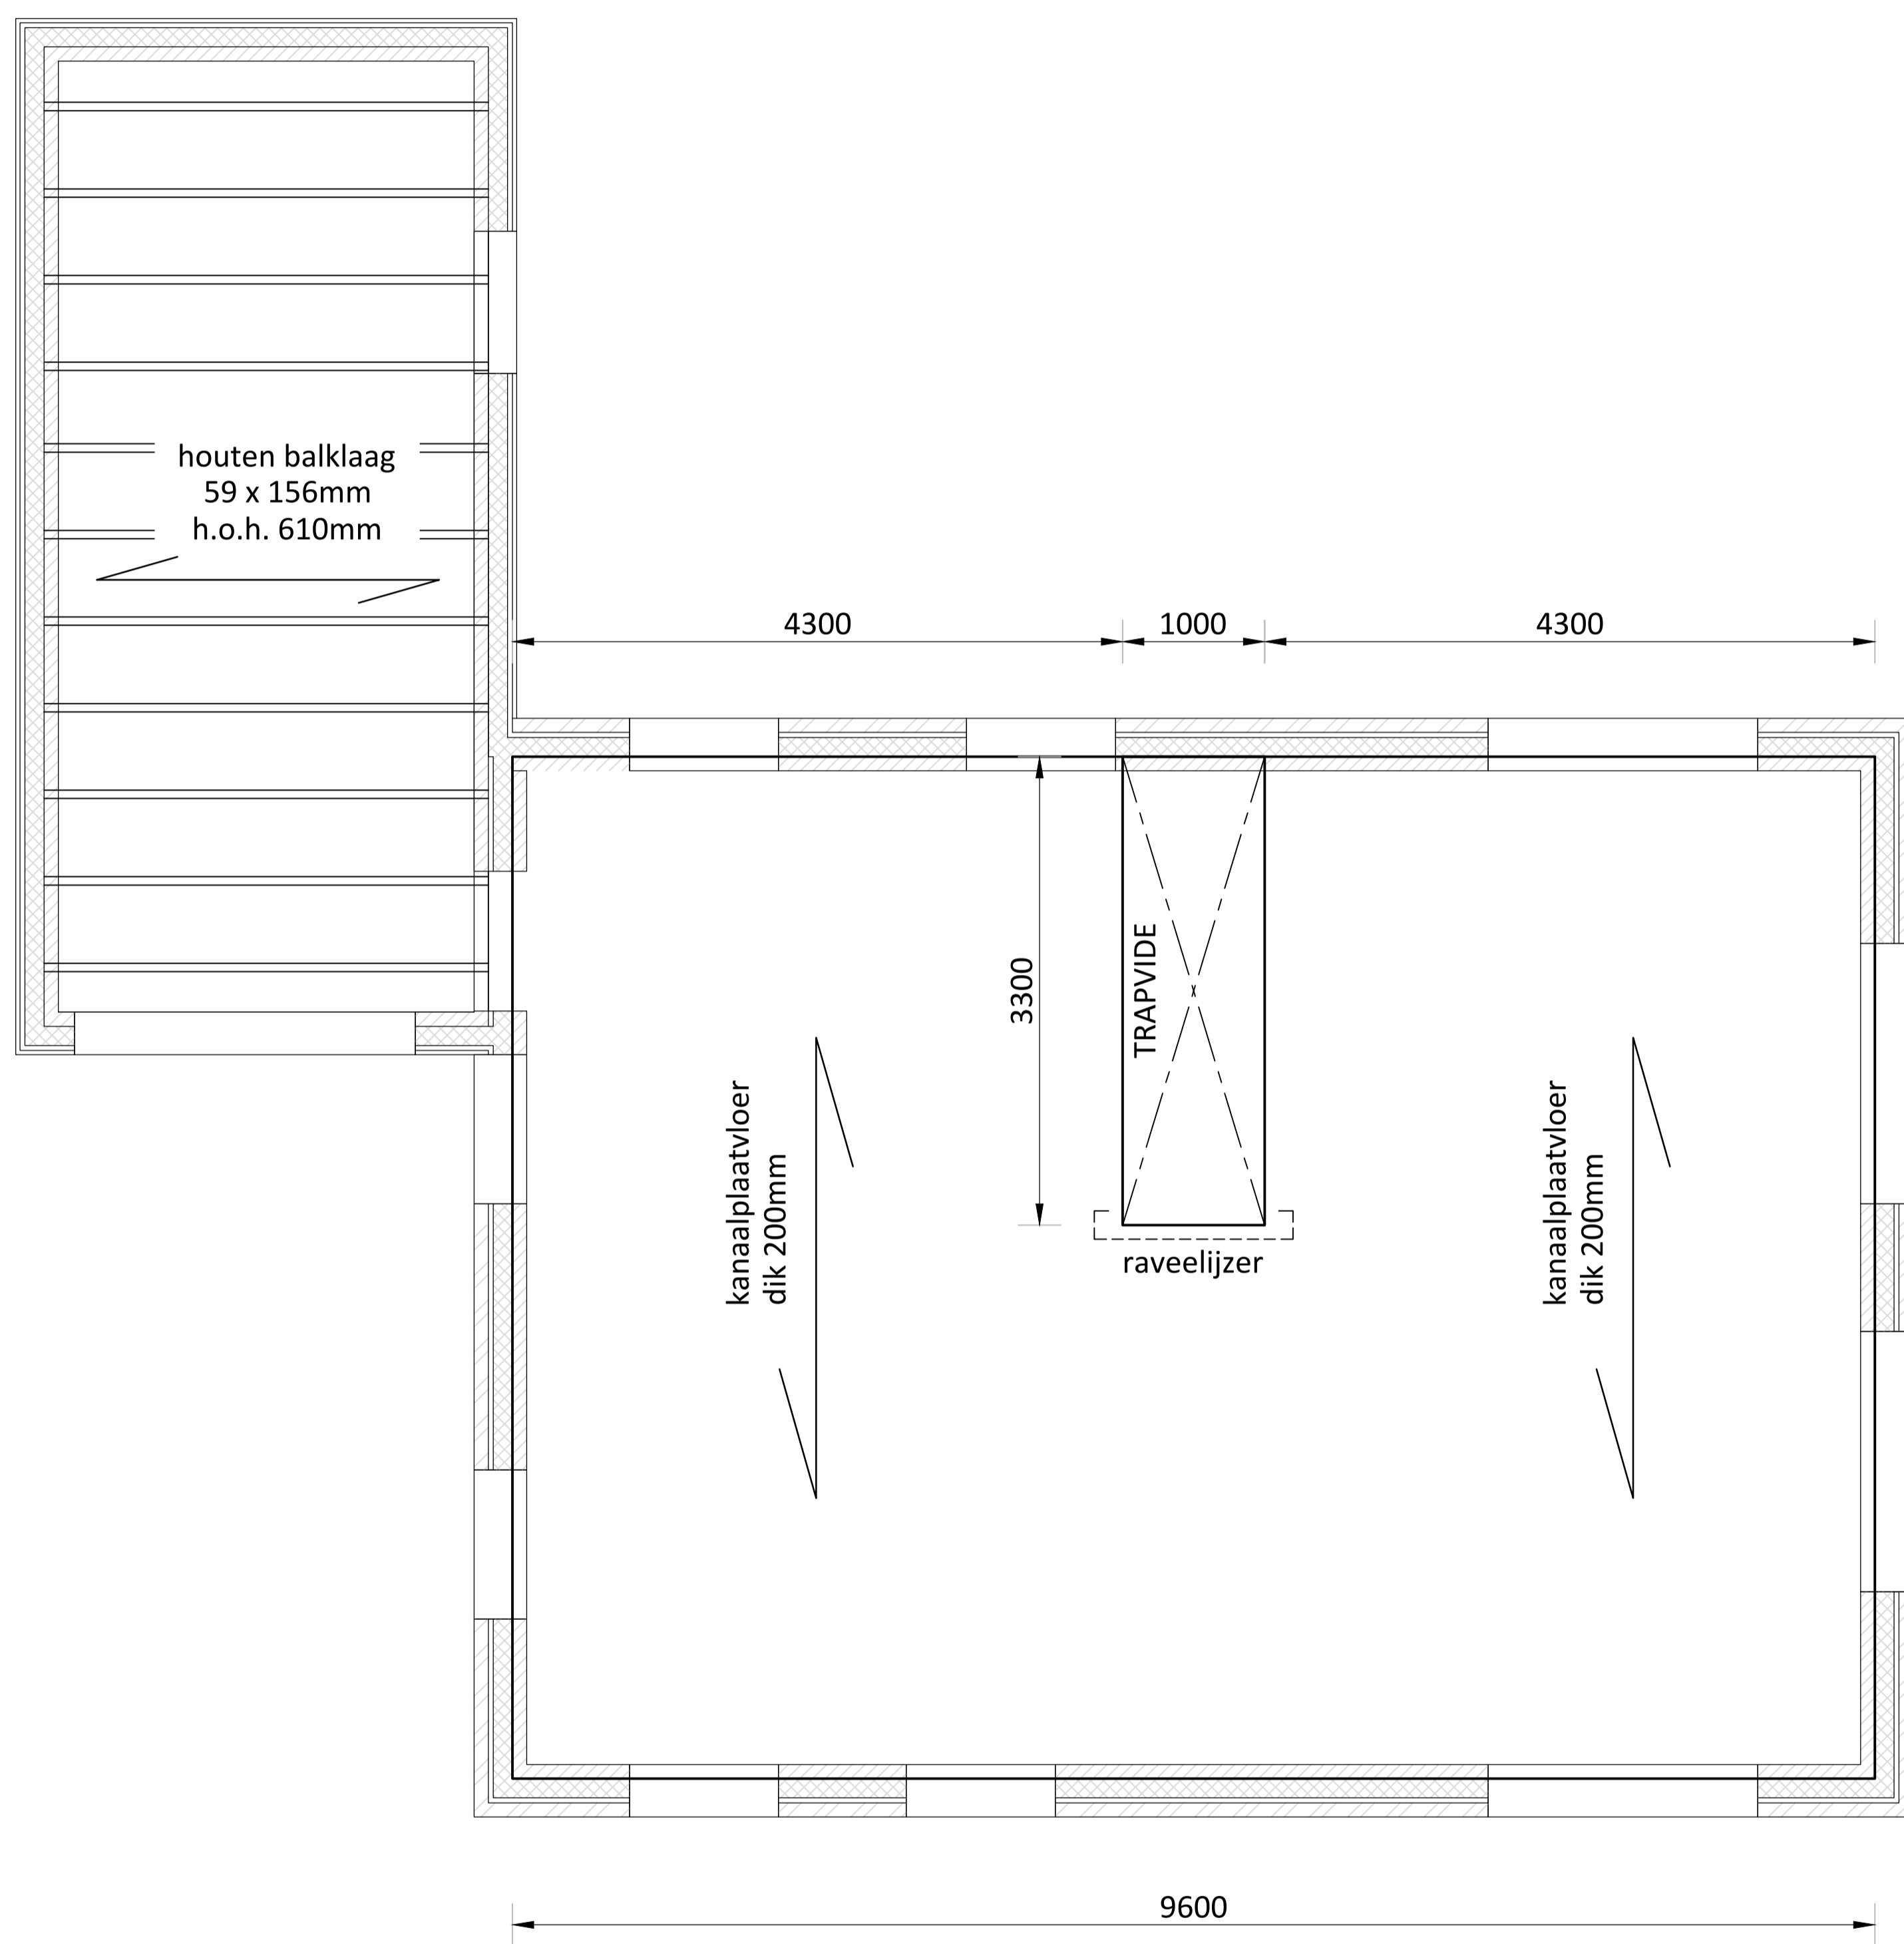 houten balklaag
59 x 156mm
h.o.h. 610mm
4300
1000
4300
3300
TRAPVIDE
kanaalplaatvloer
dik 200mm
raveelijzer
kanaalplaatvloer
dik 200mm
9600